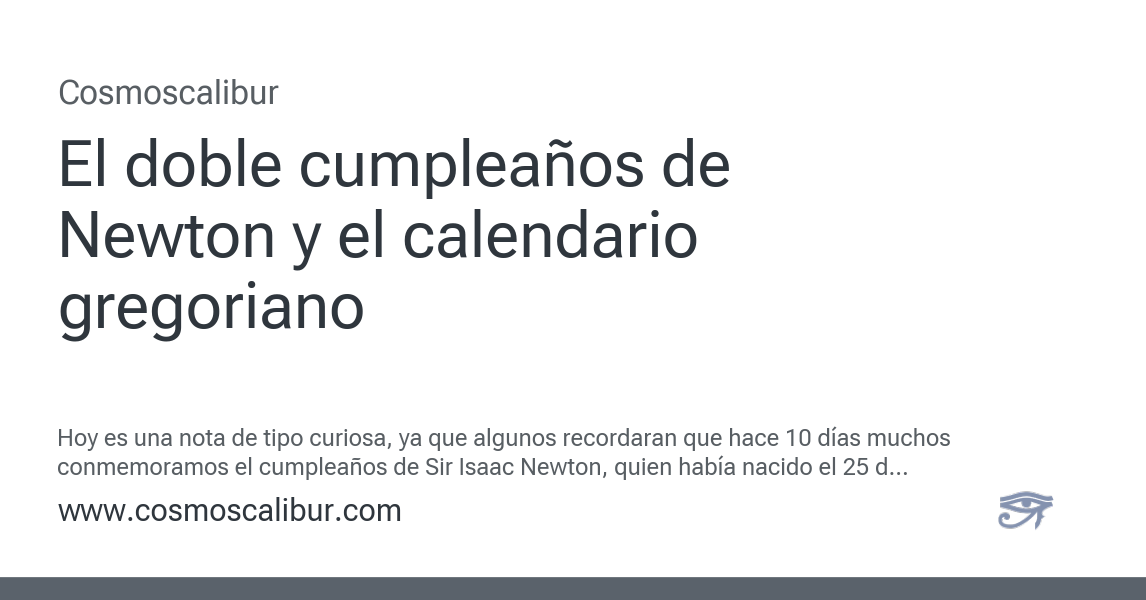 Cosmoscalibur
El doble cumpleaños de
Newton y el calendario
gregoriano
Hoy es una nota de tipo curiosa, ya que algunos recordaran que hace 10 días muchos
conmemoramos el cumpleaños de Sir Isaac Newton, quien había nacido el 25 d...
www.cosmoscalibur.com